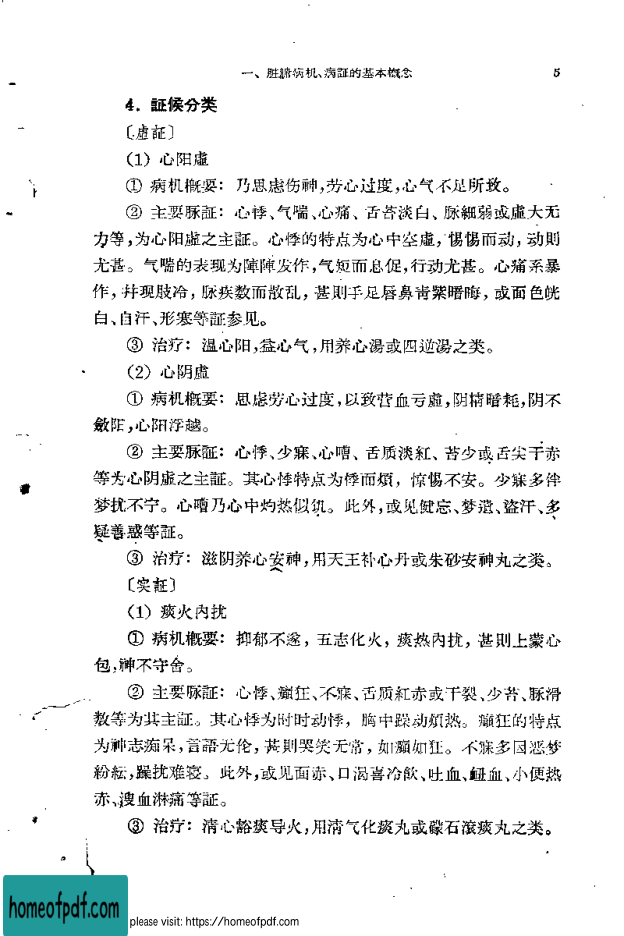 一、脏腑病机、病証的基本概念 5
4. 証候分类
〔虛証〕
(1) 心阳虛
① 病机概要：乃思虑伤神,劳心过度,心气不足所致。
② 主要脉証：心悸、气喘、心痛、舌苔淡白、脉細弱或虛大无
力等,为心阳虛之主証。心悸的特点为心中空虛,惕惕而动,动則
尤甚。气喘的表现为陣陣发作,气短而息促,行动尤甚。心痛系暴
作,幷现肢冷,脉疾数而散乱,甚則手足唇鼻靑紫暗晦,或面色㿠
白、自汗、形寒等証参见。
③ 治疗：溫心阳,益心气,用养心湯或四逆湯之类。
(2) 心阴虛
① 病机概要：思虑劳心过度,以致营血亏虛,阴精暗耗,阴不
斂阳,心阳浮越。
② 主要脉証：心悸、少寐、心嘈、舌质淡紅、苔少或舌尖干赤
等为心阴虛之主証。其心悸特点为悸而煩,惊惕不安。少寐多伴
梦扰不宁。心嘈乃心中灼热似饥。此外,或见健忘、梦遗、盗汗、多
疑善惑等証。
③ 治疗：滋阴养心安神,用天王补心丹或朱砂安神丸之类。
〔实証〕
(1) 痰火內扰
① 病机概要：抑郁不遂,五志化火,痰热內扰,甚則上蒙心
包,神不守舍。
② 主要脉証：心悸、癲狂、不寐、舌质紅赤或干裂、少苔、脉滑
数等为其主証。其心悸为时时动悸,胸中躁动煩热。癲狂的特点
为神志痴呆,言語无伦,甚則哭笑无常,如癲如狂。不寐多因恶梦
紛紜,躁扰难寝。此外,或见面赤、口渴喜冷飲、吐血、衄血、小便热
赤、溲血淋痛等証。
③ 治疗：清心豁痰导火,用清气化痰丸或礞石滾痰丸之类。
homeofpdf.com
please visit: https://homeofpdf.com